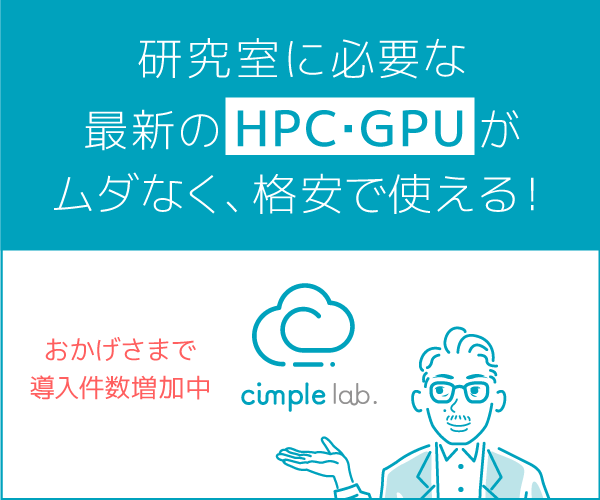 研究室に必要な
最新のHPC・GPUが
ムダなく、格安で使える!
おかげさまで
導入件数増加中
cimple lab.